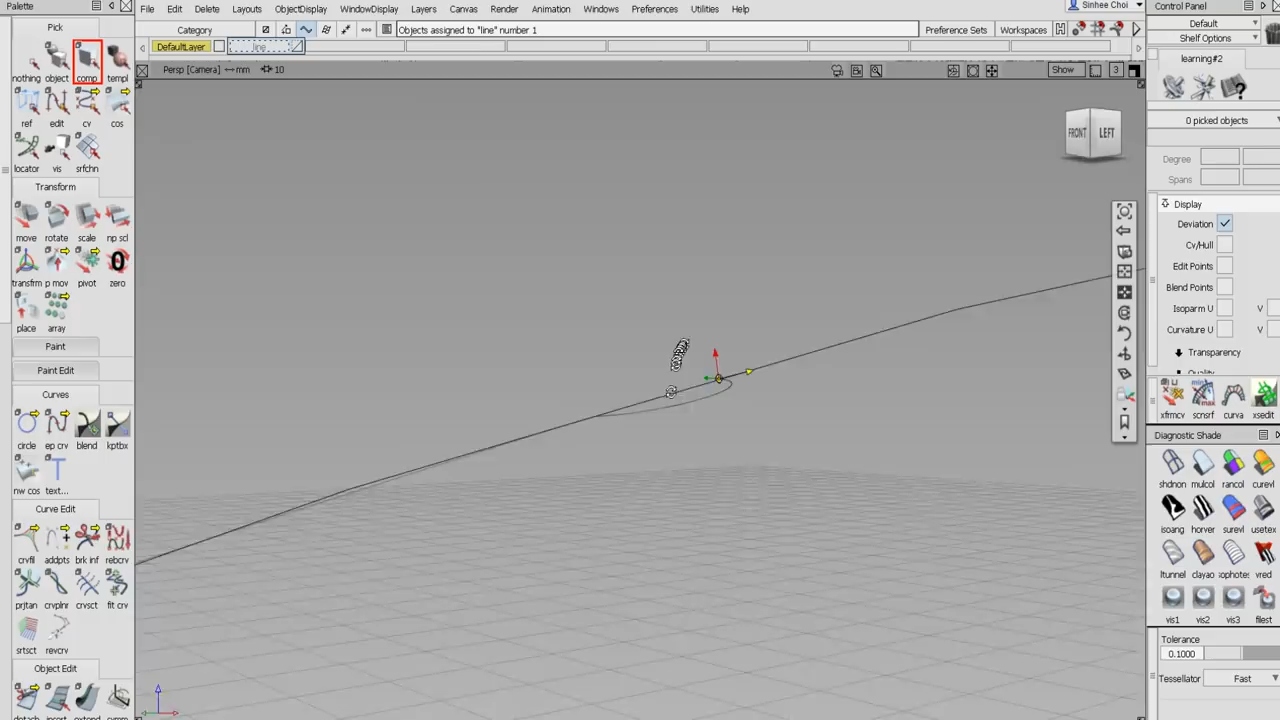 Palette
File Edit Delete Layouts ObjectDisplay WindowDisplay Layers Canvas Render Animation Windows Preferences Utilities Help
Sinhee Choi
Control Panel
Category
Objects assigned to "line" number 1
Preference Sets
Workspaces
Default
Shelf Options
DefaultLayer
line
learning#2
Persp [Camera]
mm
10
Show
3
Pick
nothing object comp templ
ref edit cv cos
locator vis srfchn
Transform
move rotate scale np scl
transfrm p mov pivot zero
place array
Paint
Paint Edit
Curves
circle ep crv blend kptbx
nw cos text...
Curve Edit
crvfil addpts brk inf rebcrv
prjtan crvplnr crvsct fit crv
srtsct revcrv
Object Edit
detach insert extend symm
FRONT LEFT
0 picked objects
Degree
Spans
Display
Deviation
Cv/Hull
Edit Points
Blend Points
Isoparm U V
Curvature U V
Transparency
xfrmcv scnsrf curva xsedit
Diagnostic Shade
shdnon mulcol rancol curevl
isoang horver surevl usetex
ltunnel clayao sophotes vred
vis1 vis2 vis3 filest
Tolerance
0.1000
Tessellator Fast